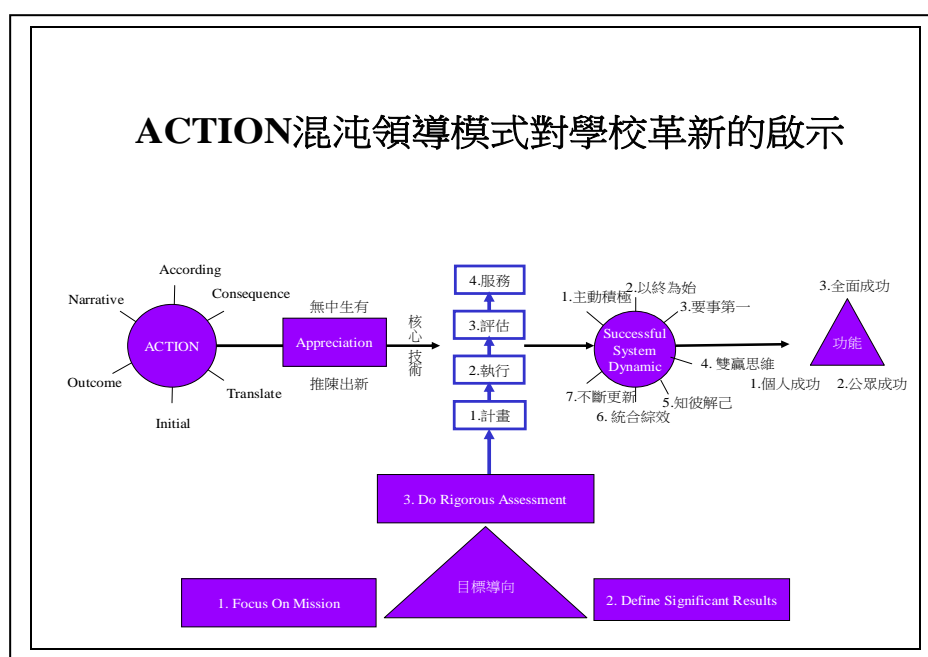 ACTION混沌領導模式對學校革新的啟示
According
Consequence
Narrative
ACTION
Outcome
Translate
Initial
無中生有
Appreciation
推陳出新
核心
技術
4.服務
3.評估
2.執行
1.計畫
1.主動積極
2.以終為始
3.要事第一
Successful
System
Dynamic
4. 雙贏思維
5.知彼解己
6. 統合綜效
7.不斷更新
3.全面成功
功能
1.個人成功
2.公眾成功
3. Do Rigorous Assessment
目標導向
1. Focus On Mission
2. Define Significant Results